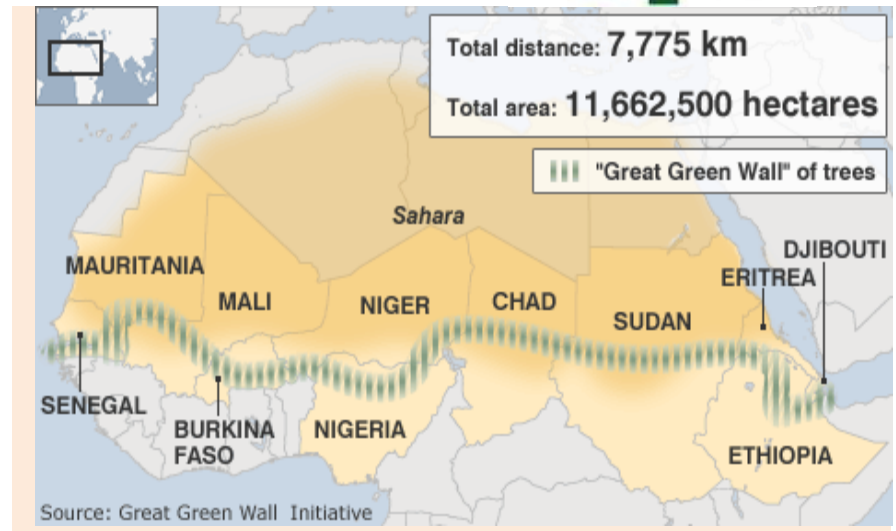 Total distance: 7,775 km
Total area: 11,662,500 hectares
"Great Green Wall" of trees
Sahara
DJIBOUTI
MAURITANIA
ERITREA
MALI
NIGER
CHAD
SUDAN
SENEGAL
BURKINA
FASO
NIGERIA
ETHIOPIA
Source: Great Green Wall Initiative